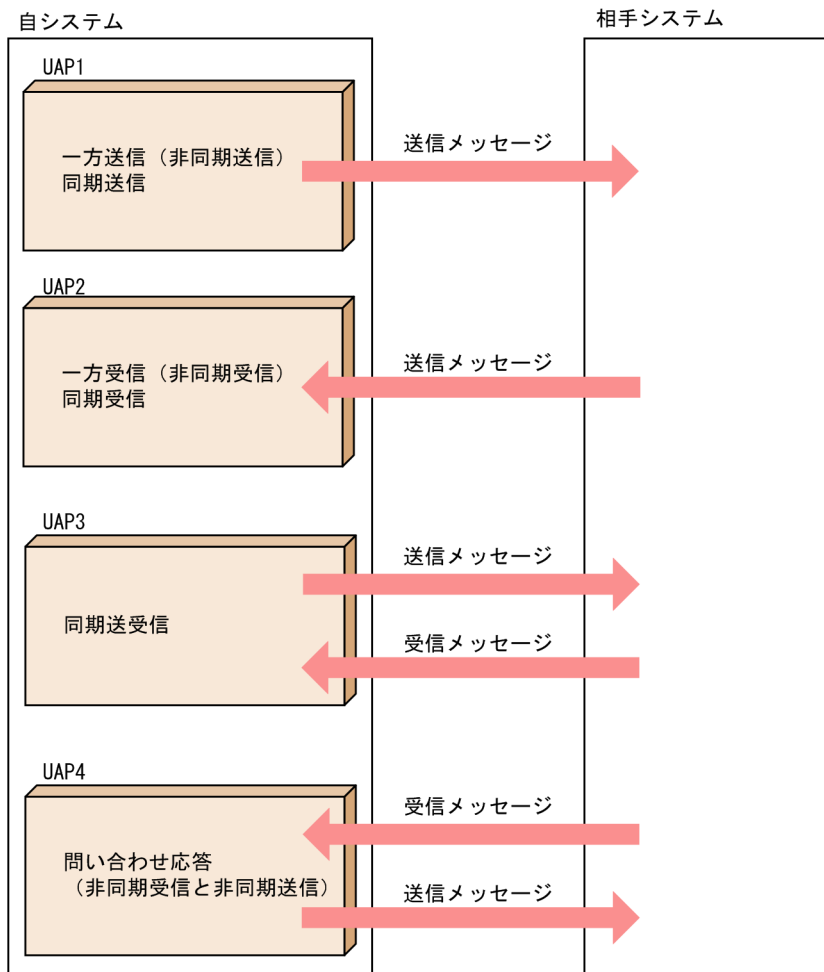 自システム
相手システム
UAP1
一方送信（非同期送信）
同期送信
送信メッセージ
UAP2
一方受信（非同期受信）
同期受信
送信メッセージ
UAP3
同期送受信
送信メッセージ
受信メッセージ
UAP4
問い合わせ応答
（非同期受信と非同期送信）
受信メッセージ
送信メッセージ